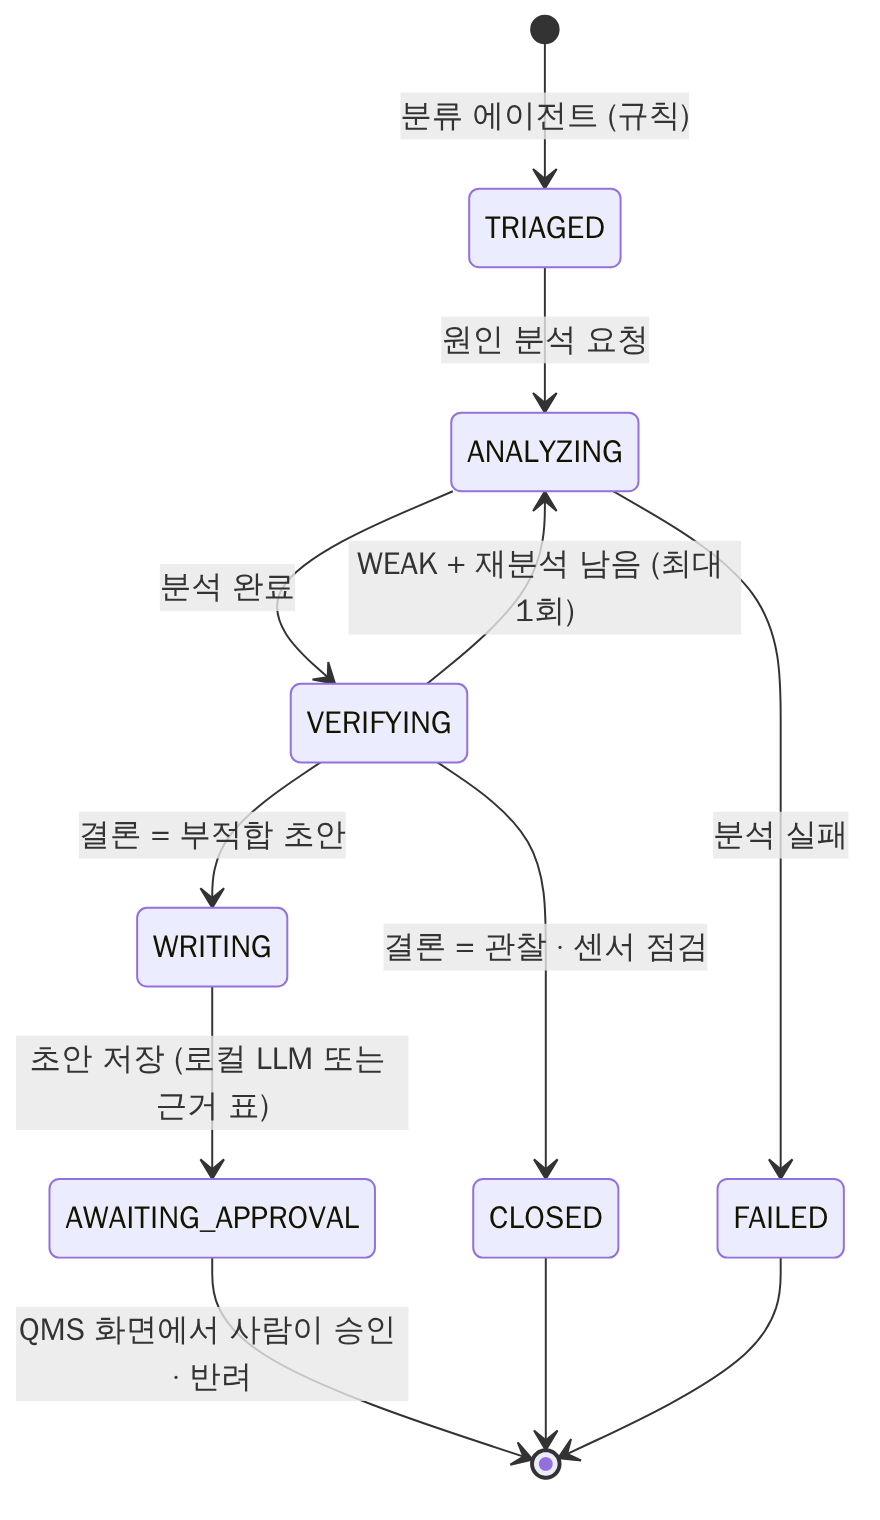 분류 에이전트 (규칙)
TRIAGED
원인 분석 요청
ANALYZING
WEAK + 재분석 남음 (최대
1회)
분석 완료
VERIFYING
결론 = 부적합 초안
분석 실패
WRITING
결론 = 관찰 · 센서 점검
초안 저장 (로컬 LLM 또는
근거 표)
AWAITING_APPROVAL
CLOSED
FAILED
QMS 화면에서 사람이 승인
· 반려